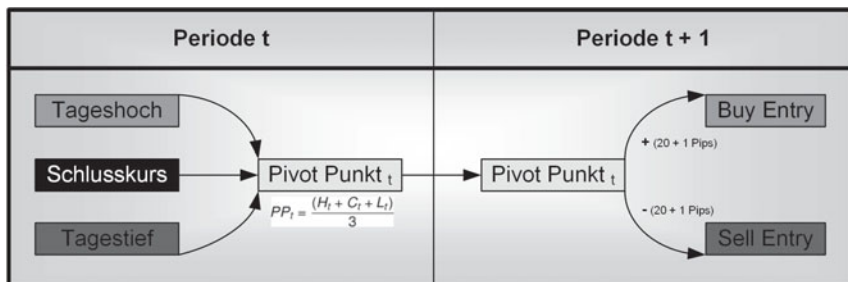 Periode t
Periode t + 1
Tageshoch
Schlusskurs
Tagestief
Pivot Punkt t
PPt = (Ht + Ct + Lt) / 3
Pivot Punkt t
Buy Entry
+ (20 + 1 Pips)
- (20 + 1 Pips)
Sell Entry